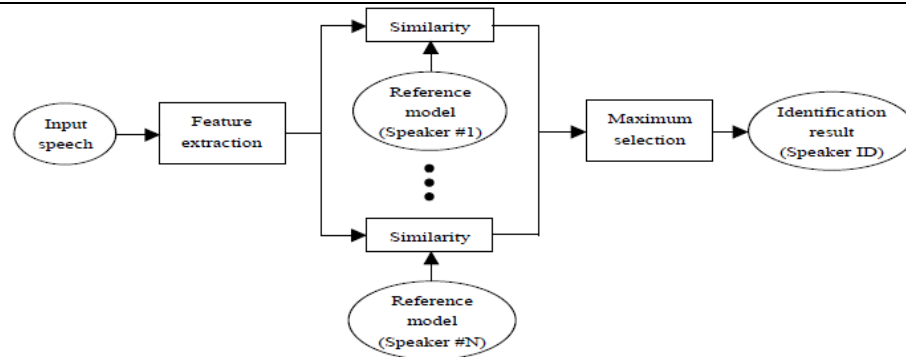 Similarity
Reference
model
(Speaker #1)
Input
speech
Feature
extraction
Maximum
selection
Identification
result
(Speaker ID)
Similarity
Reference
model
(Speaker #N)